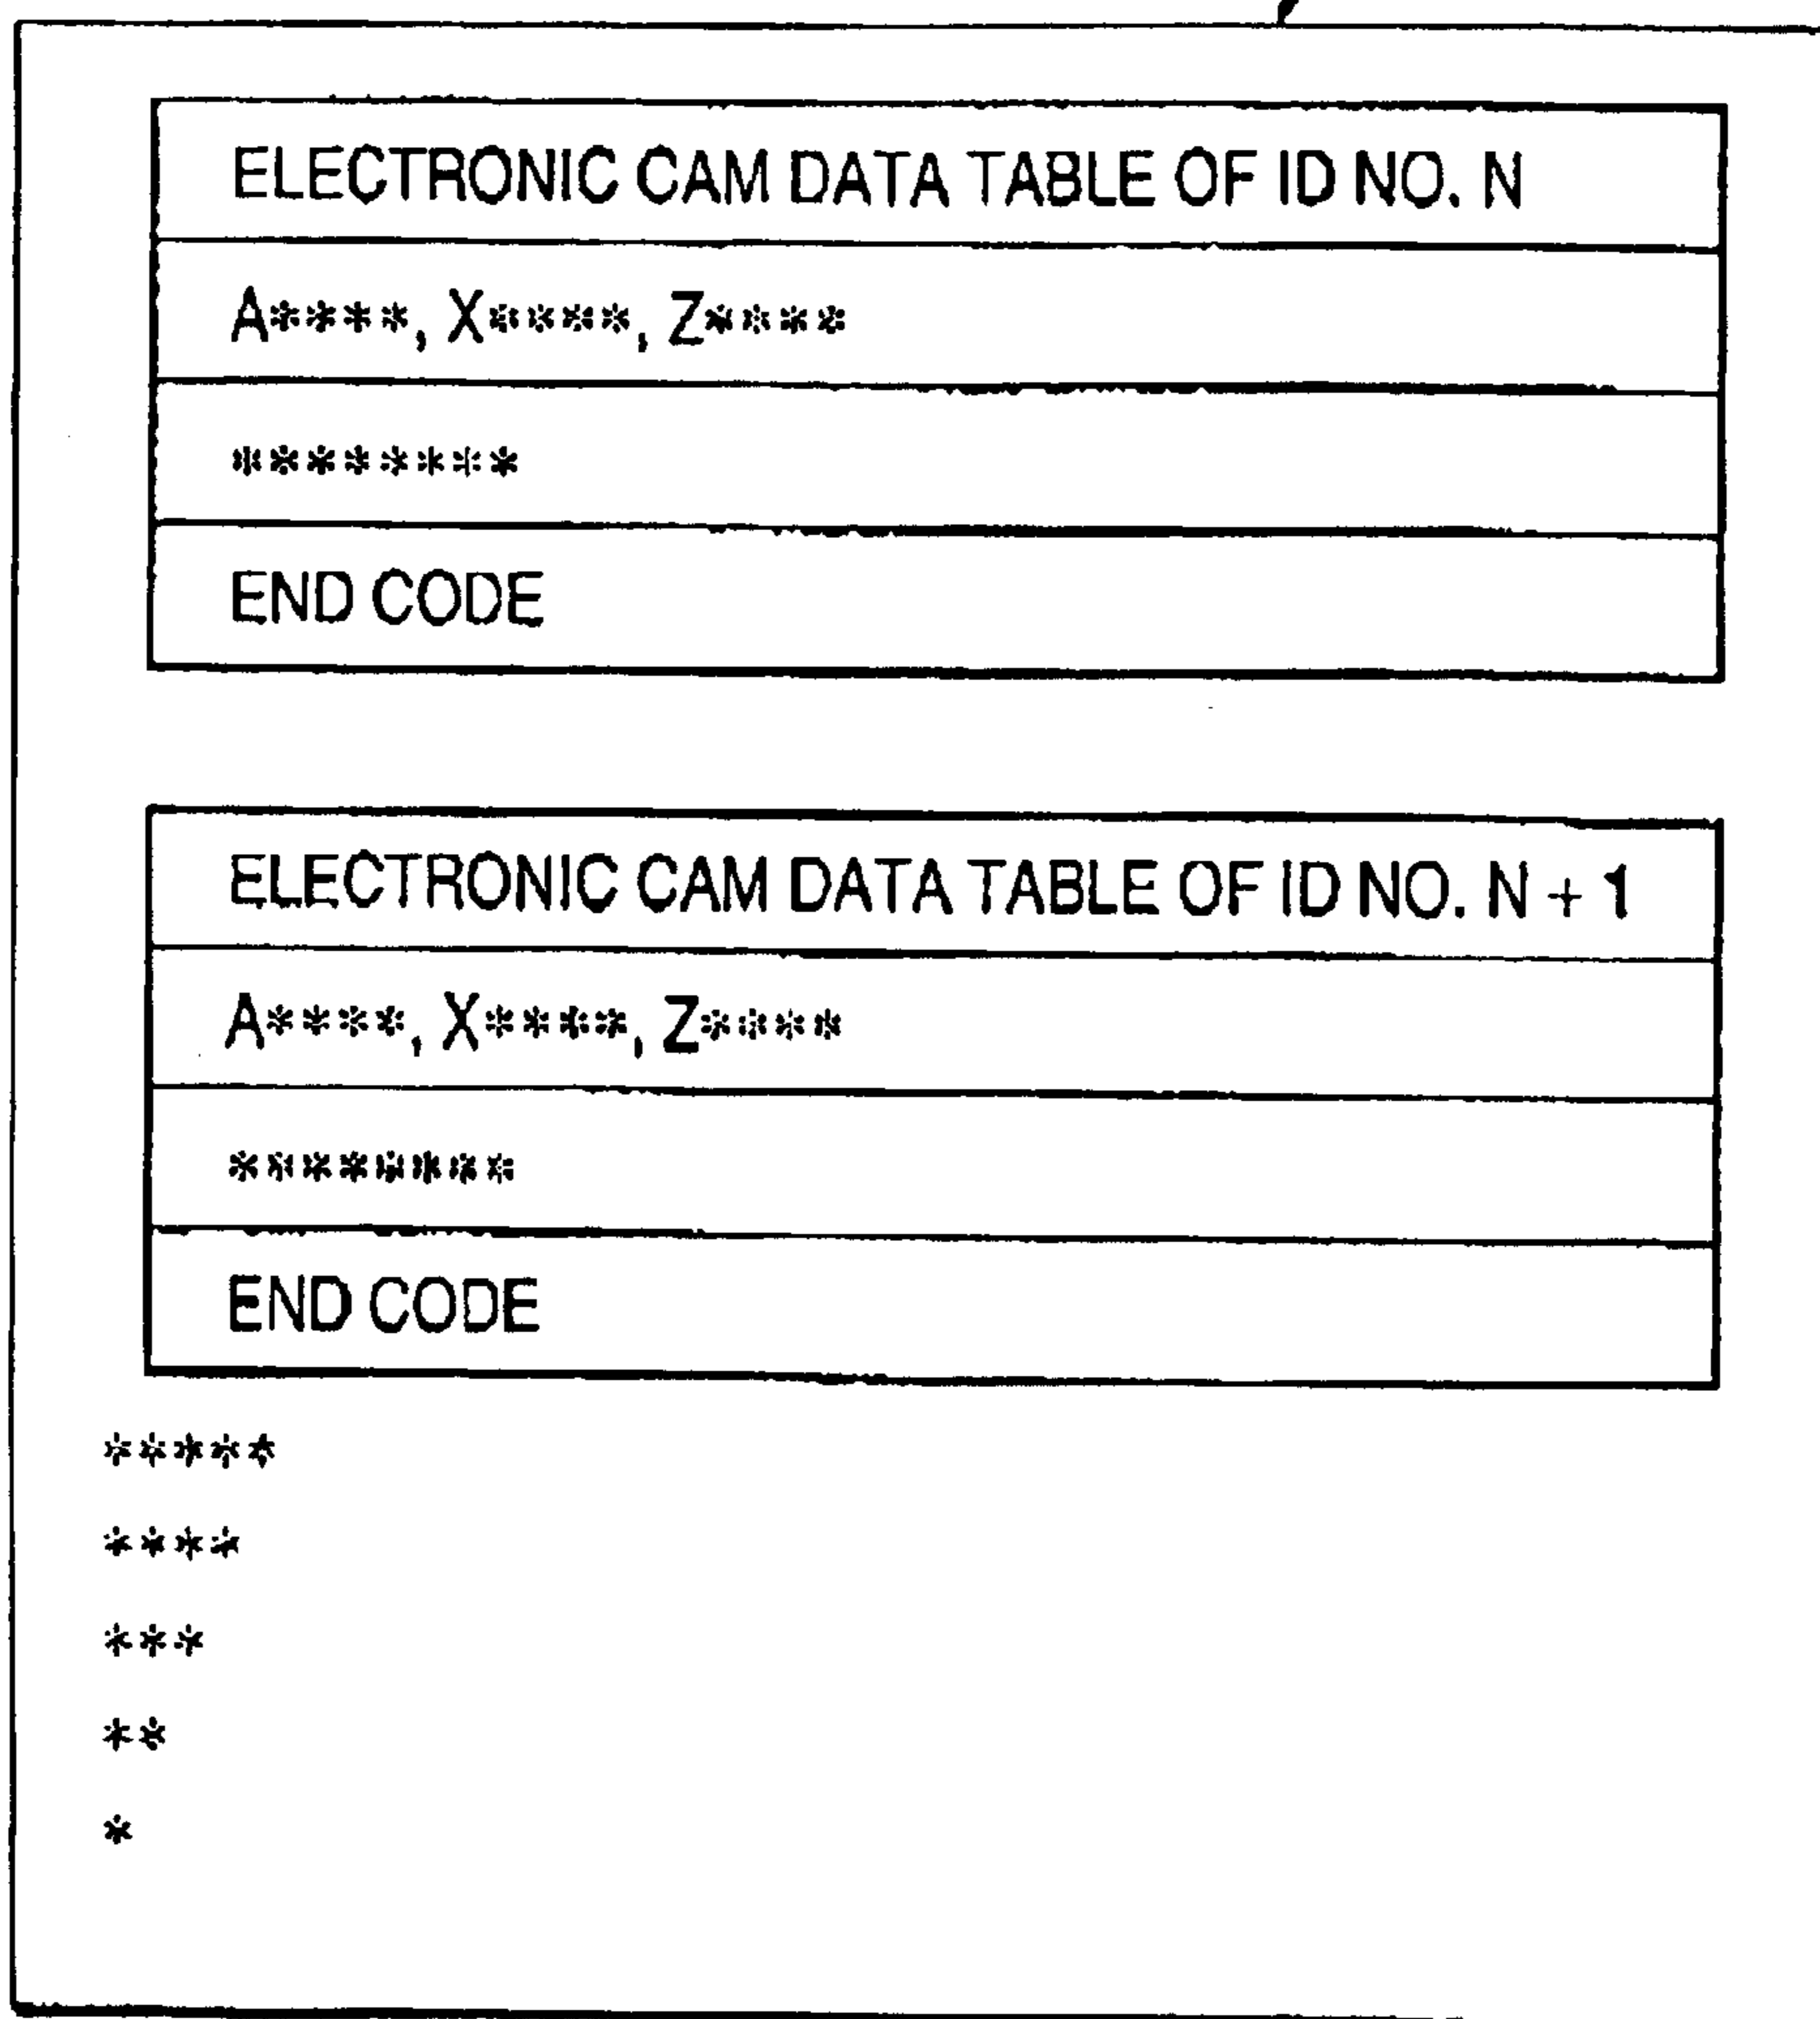 ELECTRONIC CAM DATA TABLE OF ID NO. N
A****, X****, Z****
********
END CODE
ELECTRONIC CAM DATA TABLE OF ID NO. N + 1
A****, X****, Z****
********
END CODE
*****
****
***
**
*